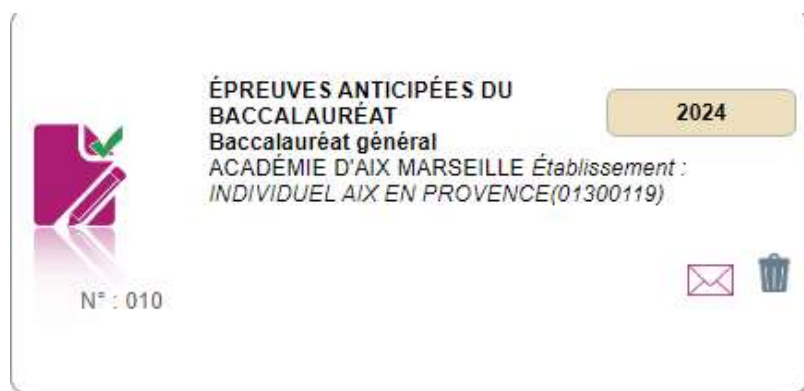 ÉPREUVES ANTICIPÉES DU
BACCALAURÉAT
2024
Baccalauréat général
ACADÉMIE D'AIX MARSEILLE Établissement :
INDIVIDUEL AIX EN PROVENCE(01300119)
N° : 010